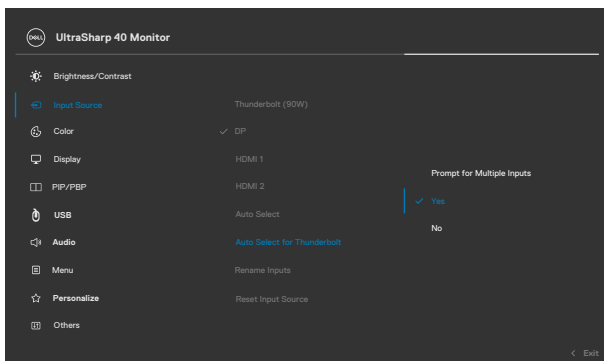 DELL
UltraSharp 40 Monitor
Brightness/Contrast
Input Source
Thunderbolt (90W)
Color
DP
Display
HDMI 1
Prompt for Multiple Inputs
PIP/PBP
HDMI 2
Yes
USB
Auto Select
No
Audio
Auto Select for Thunderbolt
Menu
Rename Inputs
Personalize
Reset Input Source
Others
< Exit